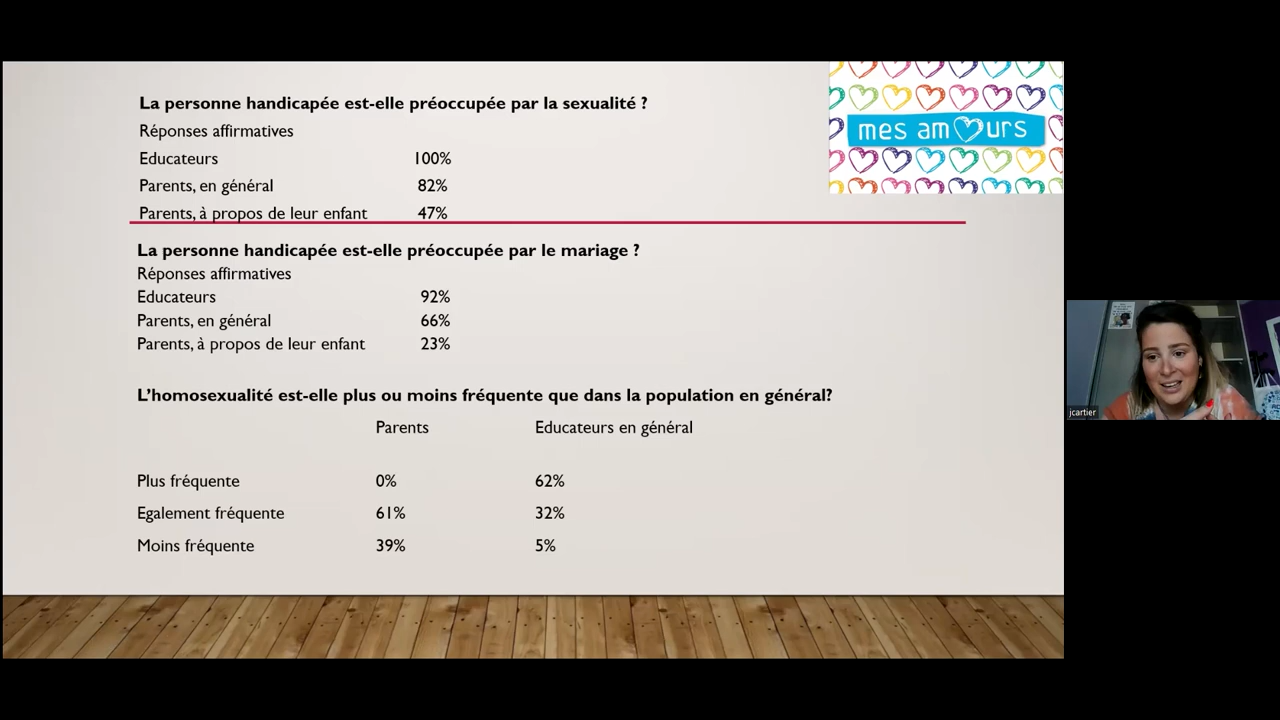 La personne handicapée est-elle préoccupée par la sexualité ?
Réponses affirmatives
Educateurs 100%
Parents, en général 82%
Parents, à propos de leur enfant 47%
mes amours
La personne handicapée est-elle préoccupée par le mariage ?
Réponses affirmatives
Educateurs 92%
Parents, en général 66%
Parents, à propos de leur enfant 23%
L'homosexualité est-elle plus ou moins fréquente que dans la population en général?
Parents Educateurs en général
Plus fréquente 0% 62%
Egalement fréquente 61% 32%
Moins fréquente 39% 5%
jcartier